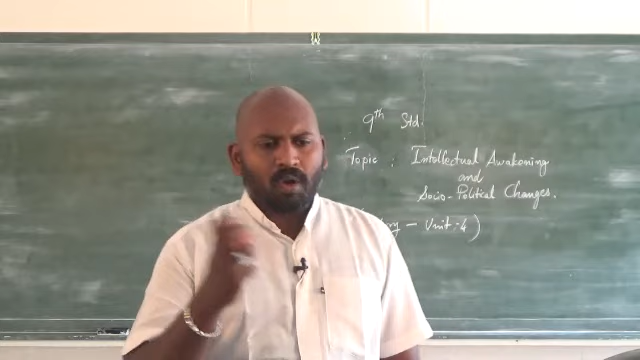 9th Std.
Topic : Intellectual Awakening
and
Socio-Political Changes.
- Unit:-4)